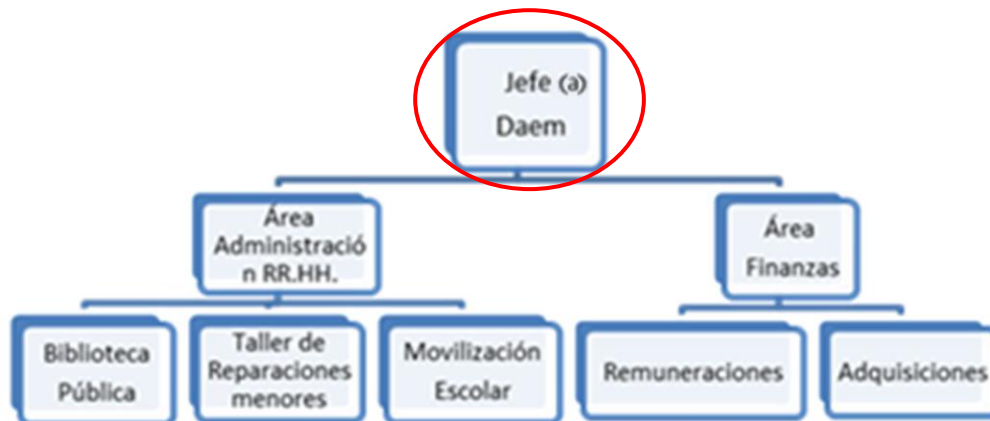 Jefe (a)
Daem
Área
Administració
n RR.HH.
Área
Finanzas
Biblioteca
Pública
Taller de
Reparaciones
menores
Movilización
Escolar
Remuneraciones
Adquisiciones